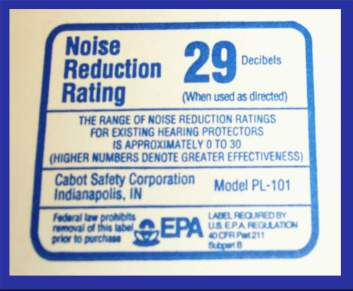 Noise
Reduction
Rating
29 Decibels
(When used as directed)
THE RANGE OF NOISE REDUCTION RATINGS
FOR EXISTING HEARING PROTECTORS
IS APPROXIMATELY 0 TO 30
(HIGHER NUMBERS DENOTE GREATER EFFECTIVENESS)
Cabot Safety Corporation
Indianapolis, IN
Model PL-101
Federal law prohibits
removal of this label
prior to purchase
EPA
LABEL REQUIRED BY
U.S. E.P.A. REGULATION
40 CFR Part 211
Subpart B